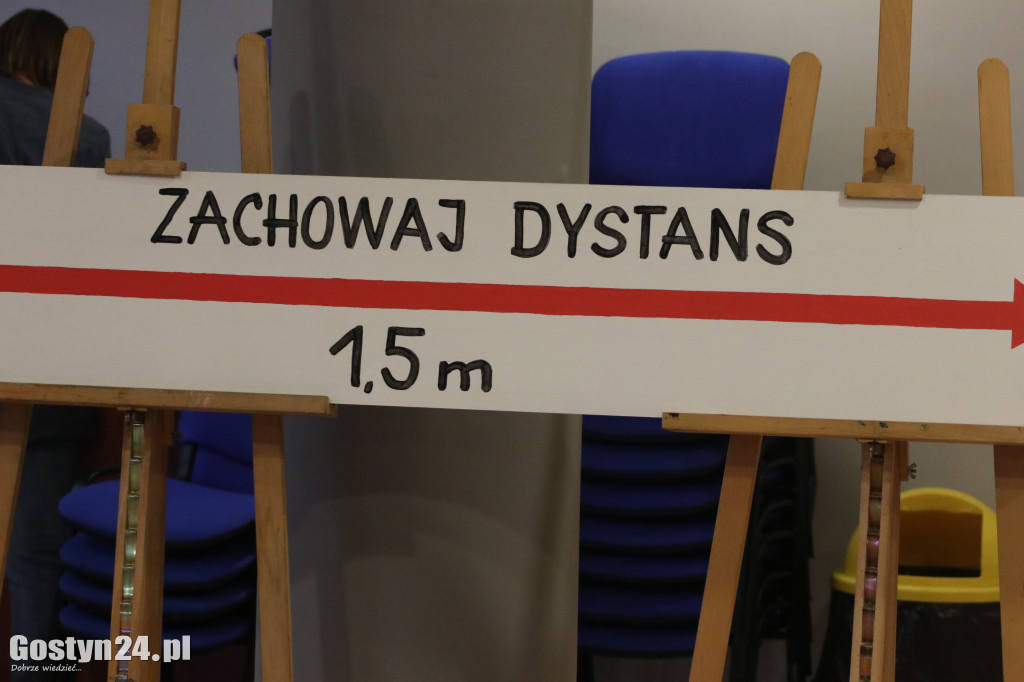 ZACHOWAJ DYSTANS
1,5 m
Gostyn24.pl
Dobrze wiedzieć...